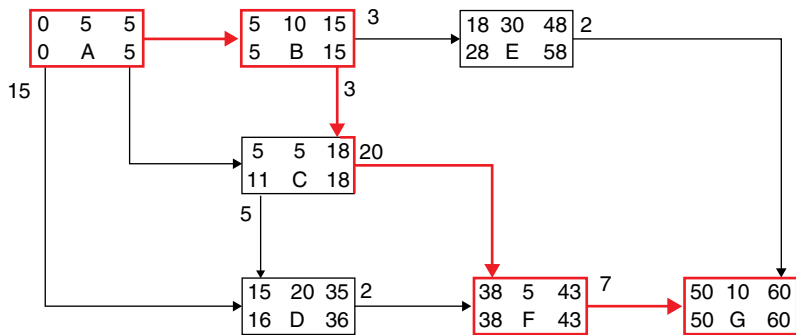 0 5 5
0 A 5
5 10 15
5 B 15
3
18 30 48
28 E 58
2
15
3
5 5 18
11 C 18
20
5
15 20 35
16 D 36
2
38 5 43
38 F 43
7
50 10 60
50 G 60